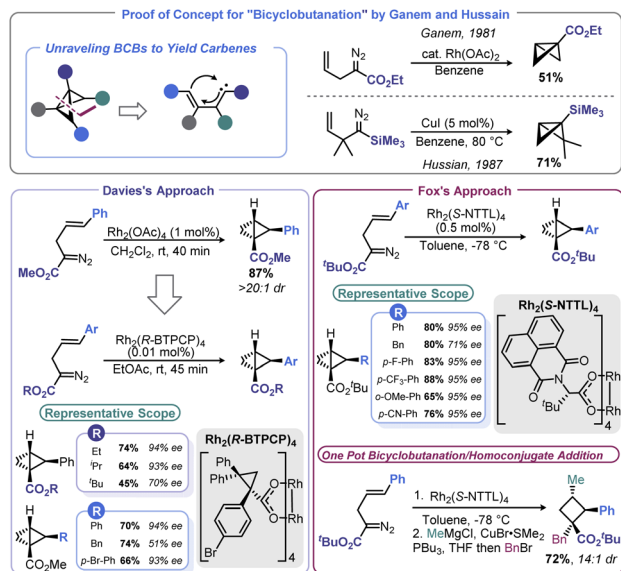 Proof of Concept for "Bicyclobutanation" by Ganem and Hussain
Unraveling BCBs to Yield Carbenes
Ganem, 1981
N2
CO2Et
cat. Rh(OAc)2
Benzene
CO2Et
51%
N2
SiMe3
CuI (5 mol%)
Benzene, 80 °C
Hussian, 1987
SiMe3
71%
Davies's Approach
Ph
MeO2C
N2
Rh2(OAc)4 (1 mol%)
CH2Cl2, rt, 40 min
H
Ph
H
CO2Me
87%
>20:1 dr
Ar
RO2C
N2
Rh2(R-BTPCP)4
(0.01 mol%)
EtOAc, rt, 45 min
H
Ar
H
CO2R
Representative Scope
H
Ph
H
CO2R
R
Et 74% 94% ee
iPr 64% 93% ee
tBu 45% 70% ee
H
R
H
CO2Me
R
Ph 70% 94% ee
Bn 74% 51% ee
p-Br-Ph 66% 93% ee
Rh2(R-BTPCP)4
Ph
Ph
H
O Rh
O Rh
Br
4
Fox's Approach
Ar
tBuO2C
N2
Rh2(S-NTTL)4
(0.5 mol%)
Toluene, -78 °C
H
Ar
H
CO2tBu
Representative Scope
H
R
H
CO2tBu
R
Ph 80% 95% ee
Bn 80% 71% ee
p-F-Ph 83% 95% ee
p-CF3-Ph 88% 95% ee
o-OMe-Ph 65% 95% ee
p-CN-Ph 76% 95% ee
Rh2(S-NTTL)4
O
N
O
H
tBu
O Rh
O Rh
4
One Pot Bicyclobutanation/Homoconjugate Addition
Ph
tBuO2C
N2
1. Rh2(S-NTTL)4
Toluene, -78 °C
2. MeMgCl, CuBr•SMe2
PBu3, THF then BnBr
Me
Ph
Bn
CO2tBu
72%, 14:1 dr